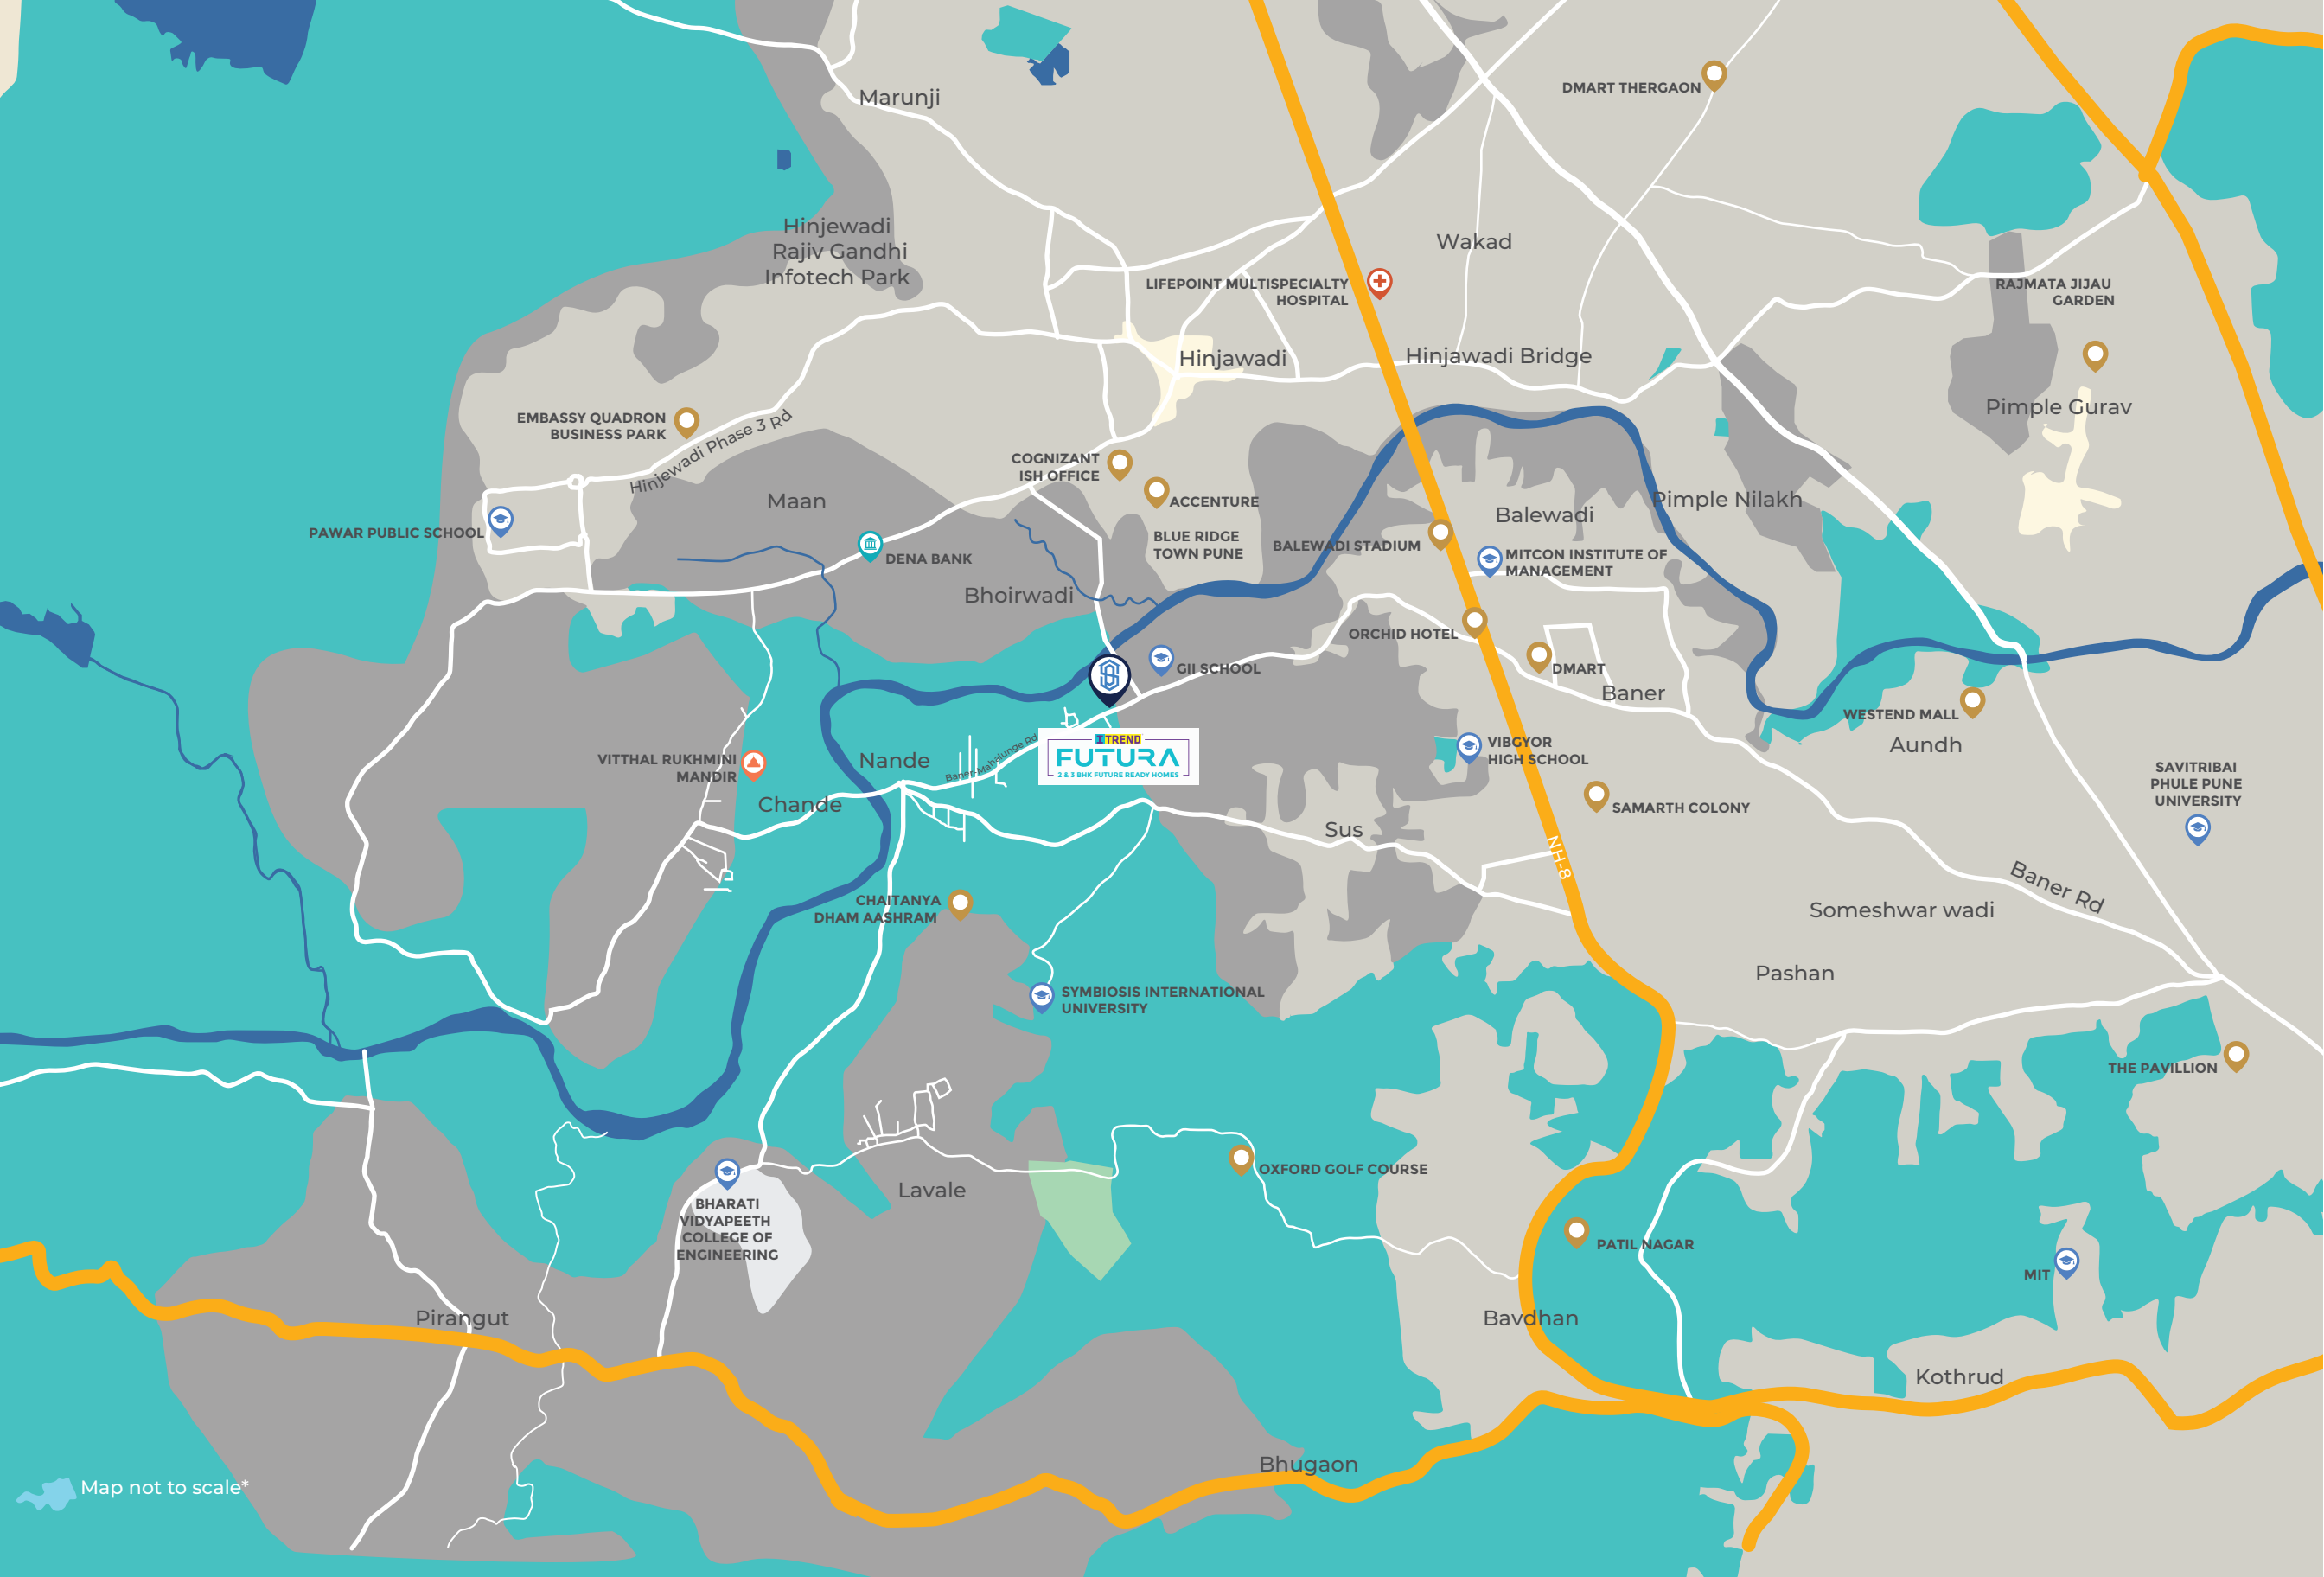 DMART THERGAON
Marunji
Hinjewadi
Rajiv Gandhi
Infotech Park
Wakad
LIFEPOINT MULTISPECIALTY
HOSPITAL
RAJMATA JIJAU
GARDEN
Hinjawadi
Hinjawadi Bridge
Pimple Gurav
EMBASSY QUADRON
BUSINESS PARK
Hinjewadi Phase 3 Rd
COGNIZANT
ISH OFFICE
ACCENTURE
Maan
Pimple Nilakh
Balewadi
PAWAR PUBLIC SCHOOL
DENA BANK
BLUE RIDGE
TOWN PUNE
BALEWADI STADIUM
MITCON INSTITUTE OF
MANAGEMENT
Bhoirwadi
ORCHID HOTEL
GII SCHOOL
DMART
Baner
WESTEND MALL
Aundh
VITTHAL RUKHMINI
MANDIR
Nande
Baner-Mahalunge Rd
ITREND
FUTURA
2 & 3 BHK FUTURE READY HOMES
VIBGYOR
HIGH SCHOOL
SAVITRIBAI
PHULE PUNE
UNIVERSITY
Chande
SAMARTH COLONY
Sus
NH-8
Baner Rd
CHAITANYA
DHAM AASHRAM
Someshwar wadi
Pashan
SYMBIOSIS INTERNATIONAL
UNIVERSITY
THE PAVILLION
OXFORD GOLF COURSE
Lavale
BHARATI
VIDYAPEETH
COLLEGE OF
ENGINEERING
PATIL NAGAR
MIT
Pirangut
Bavdhan
Kothrud
Bhugaon
Map not to scale*